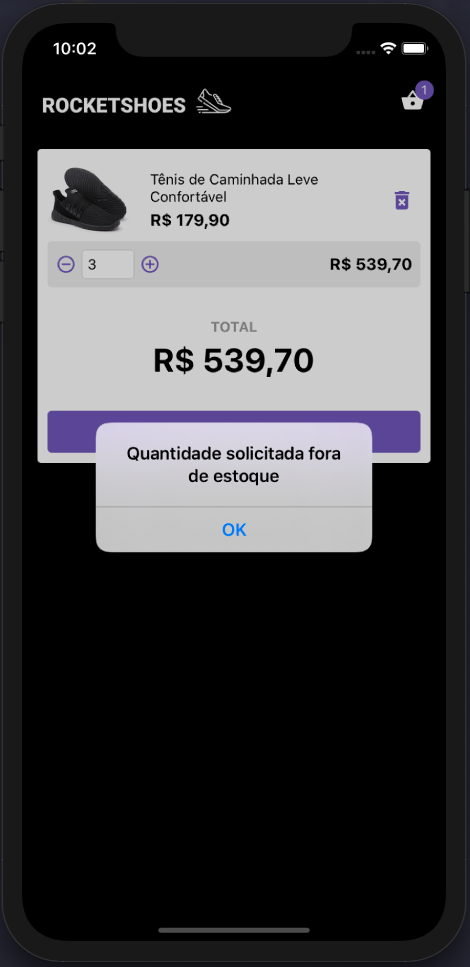 10:02
ROCKETSHOES
1
Tênis de Caminhada Leve
Confortável
R$ 179,90
3
R$ 539,70
TOTAL
R$ 539,70
Quantidade solicitada fora
de estoque
OK